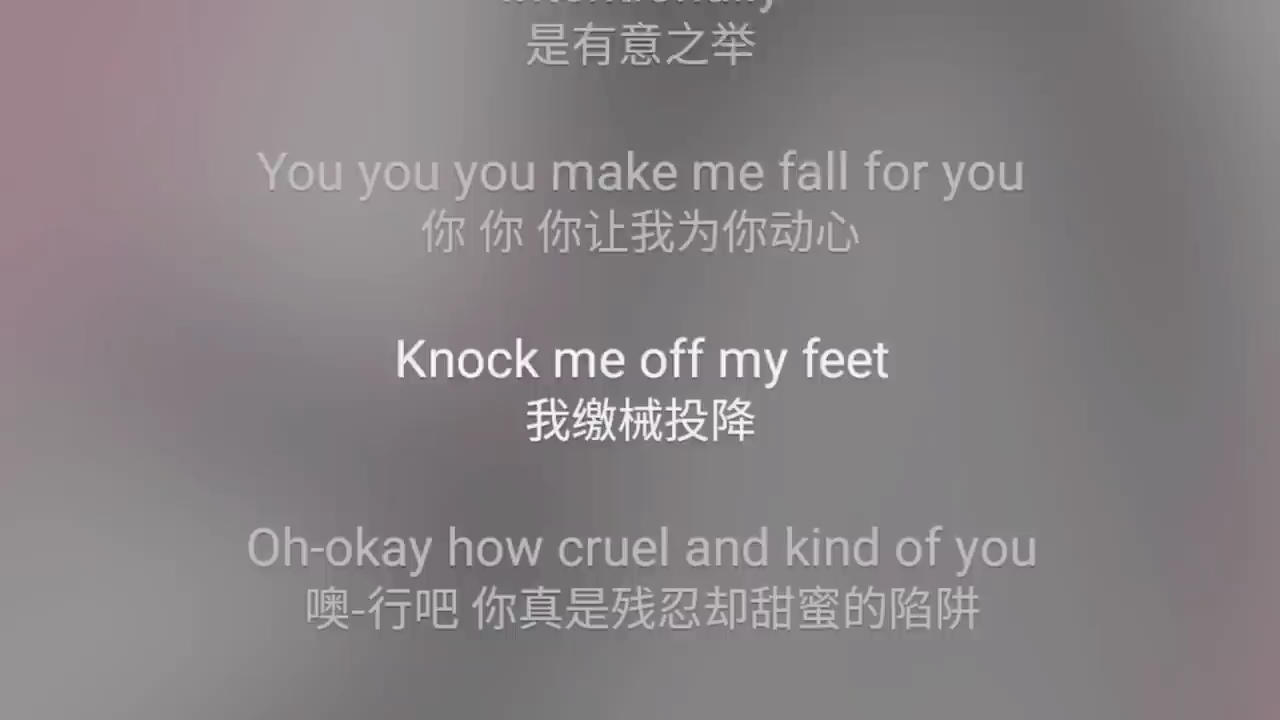 是有意之举
You you you make me fall for you
你 你 你让我为你动心
Knock me off my feet
我缴械投降
Oh-okay how cruel and kind of you
噢-行吧 你真是残忍却甜蜜的陷阱